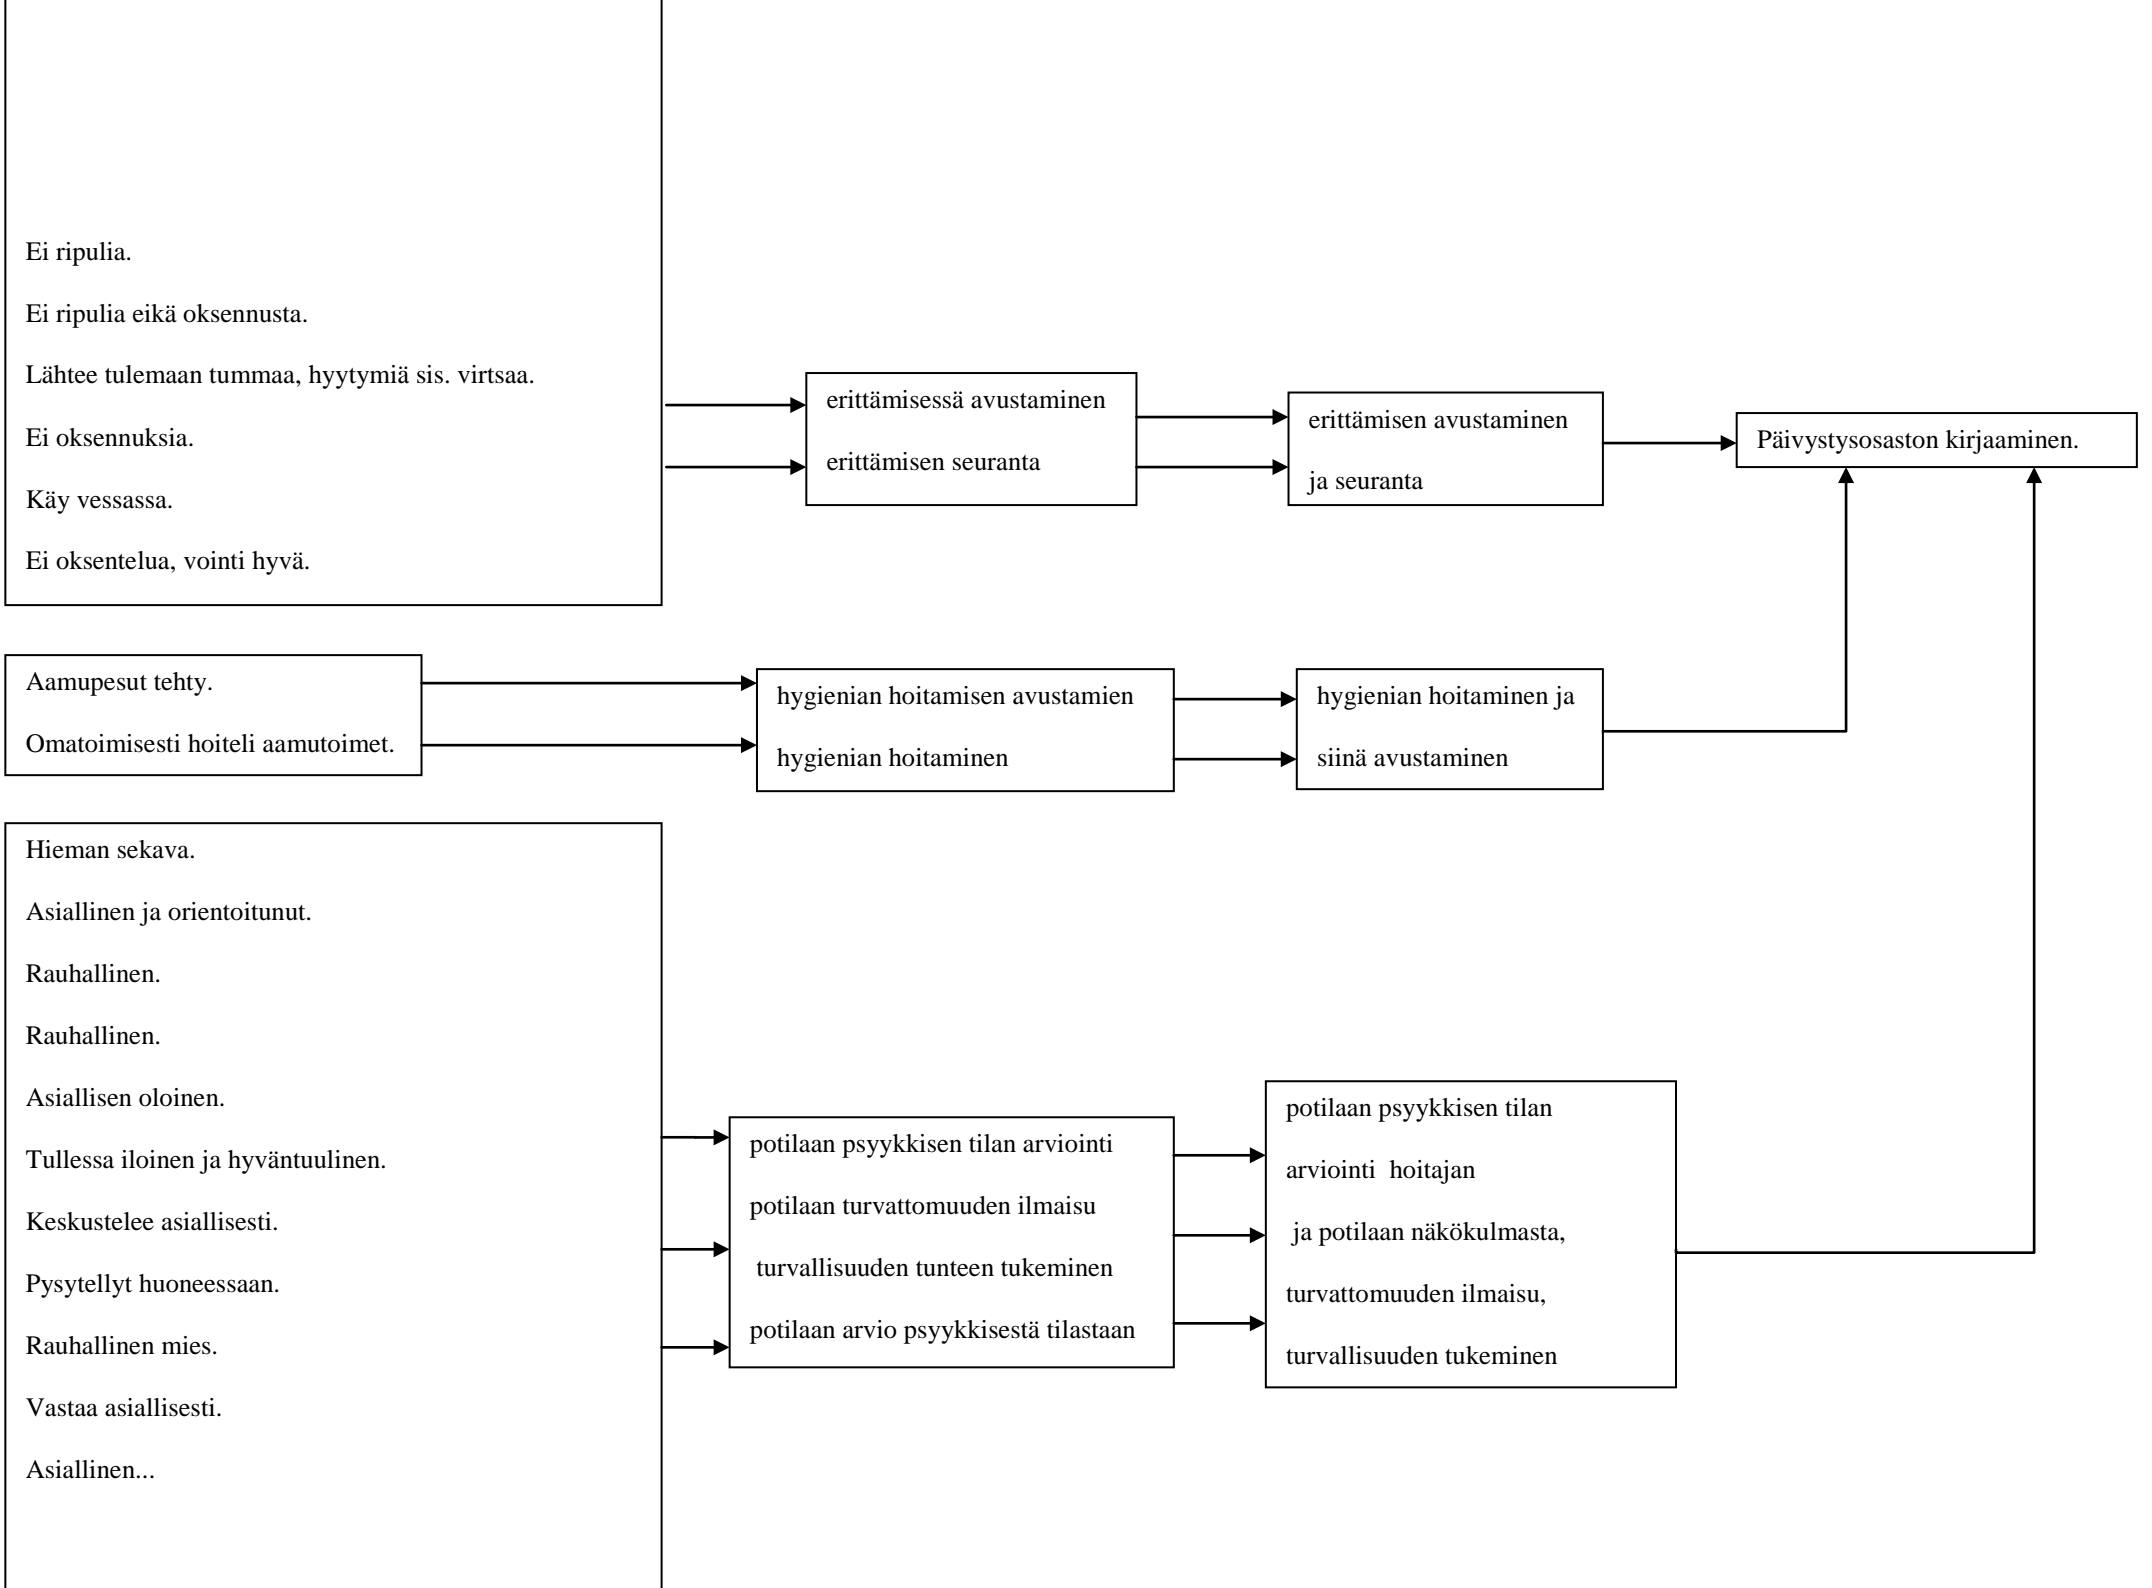 Ei ripulia.
Ei ripulia eikä oksennusta.
Lähtee tulemaan tummaa, hyytymiä sis. virtsaa.
Ei oksennuksia.
Käy vessassa.
Ei oksentelua, vointi hyvä.
erittämisessä avustaminen
erittämisen seuranta
erittämisen avustaminen
ja seuranta
Päivystysosaston kirjaaminen.
Aamupesut tehty.
Omatoimisesti hoiteli aamutoimet.
hygienian hoitamisen avustamien
hygienian hoitaminen
hygienian hoitaminen ja
siinä avustaminen
Hieman sekava.
Asiallinen ja orientoitunut.
Rauhallinen.
Rauhallinen.
Asiallisen oloinen.
Tullessa iloinen ja hyväntuulinen.
Keskustelee asiallisesti.
Pysytellyt huoneessaan.
Rauhallinen mies.
Vastaa asiallisesti.
Asiallinen...
potilaan psyykkisen tilan arviointi
potilaan turvattomuuden ilmaisu
turvallisuuden tunteen tukeminen
potilaan arvio psyykkisestä tilastaan
potilaan psyykkisen tilan
arviointi  hoitajan
ja potilaan näkökulmasta,
turvattomuuden ilmaisu,
turvallisuuden tukeminen